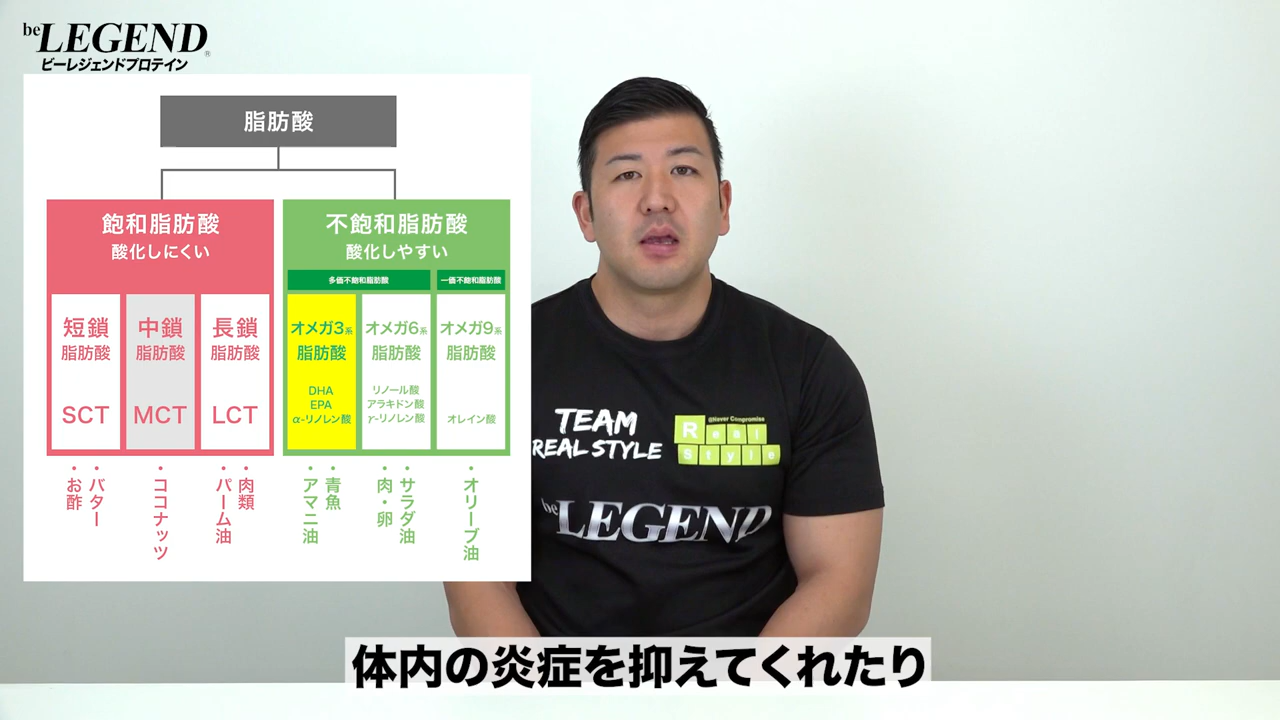 be LEGEND®
ビーレジェンドプロテイン
脂肪酸
飽和脂肪酸
酸化しにくい
短鎖
脂肪酸
SCT
中鎖
脂肪酸
MCT
長鎖
脂肪酸
LCT
不飽和脂肪酸
酸化しやすい
多価不飽和脂肪酸
一価不飽和脂肪酸
オメガ3系
脂肪酸
DHA
EPA
α-リノレン酸
オメガ6系
脂肪酸
リノール酸
アラキドン酸
γ-リノレン酸
オメガ9系
脂肪酸
オレイン酸
・バター
・お酢
・ココナッツ
・肉類
・パーム油
・青魚
・アマニ油
・サラダ油
・肉・卵
・オリーブ油
TEAM
REAL STYLE
@Never Compromise
Real
Style
be LEGEND
体内の炎症を抑えてくれたり